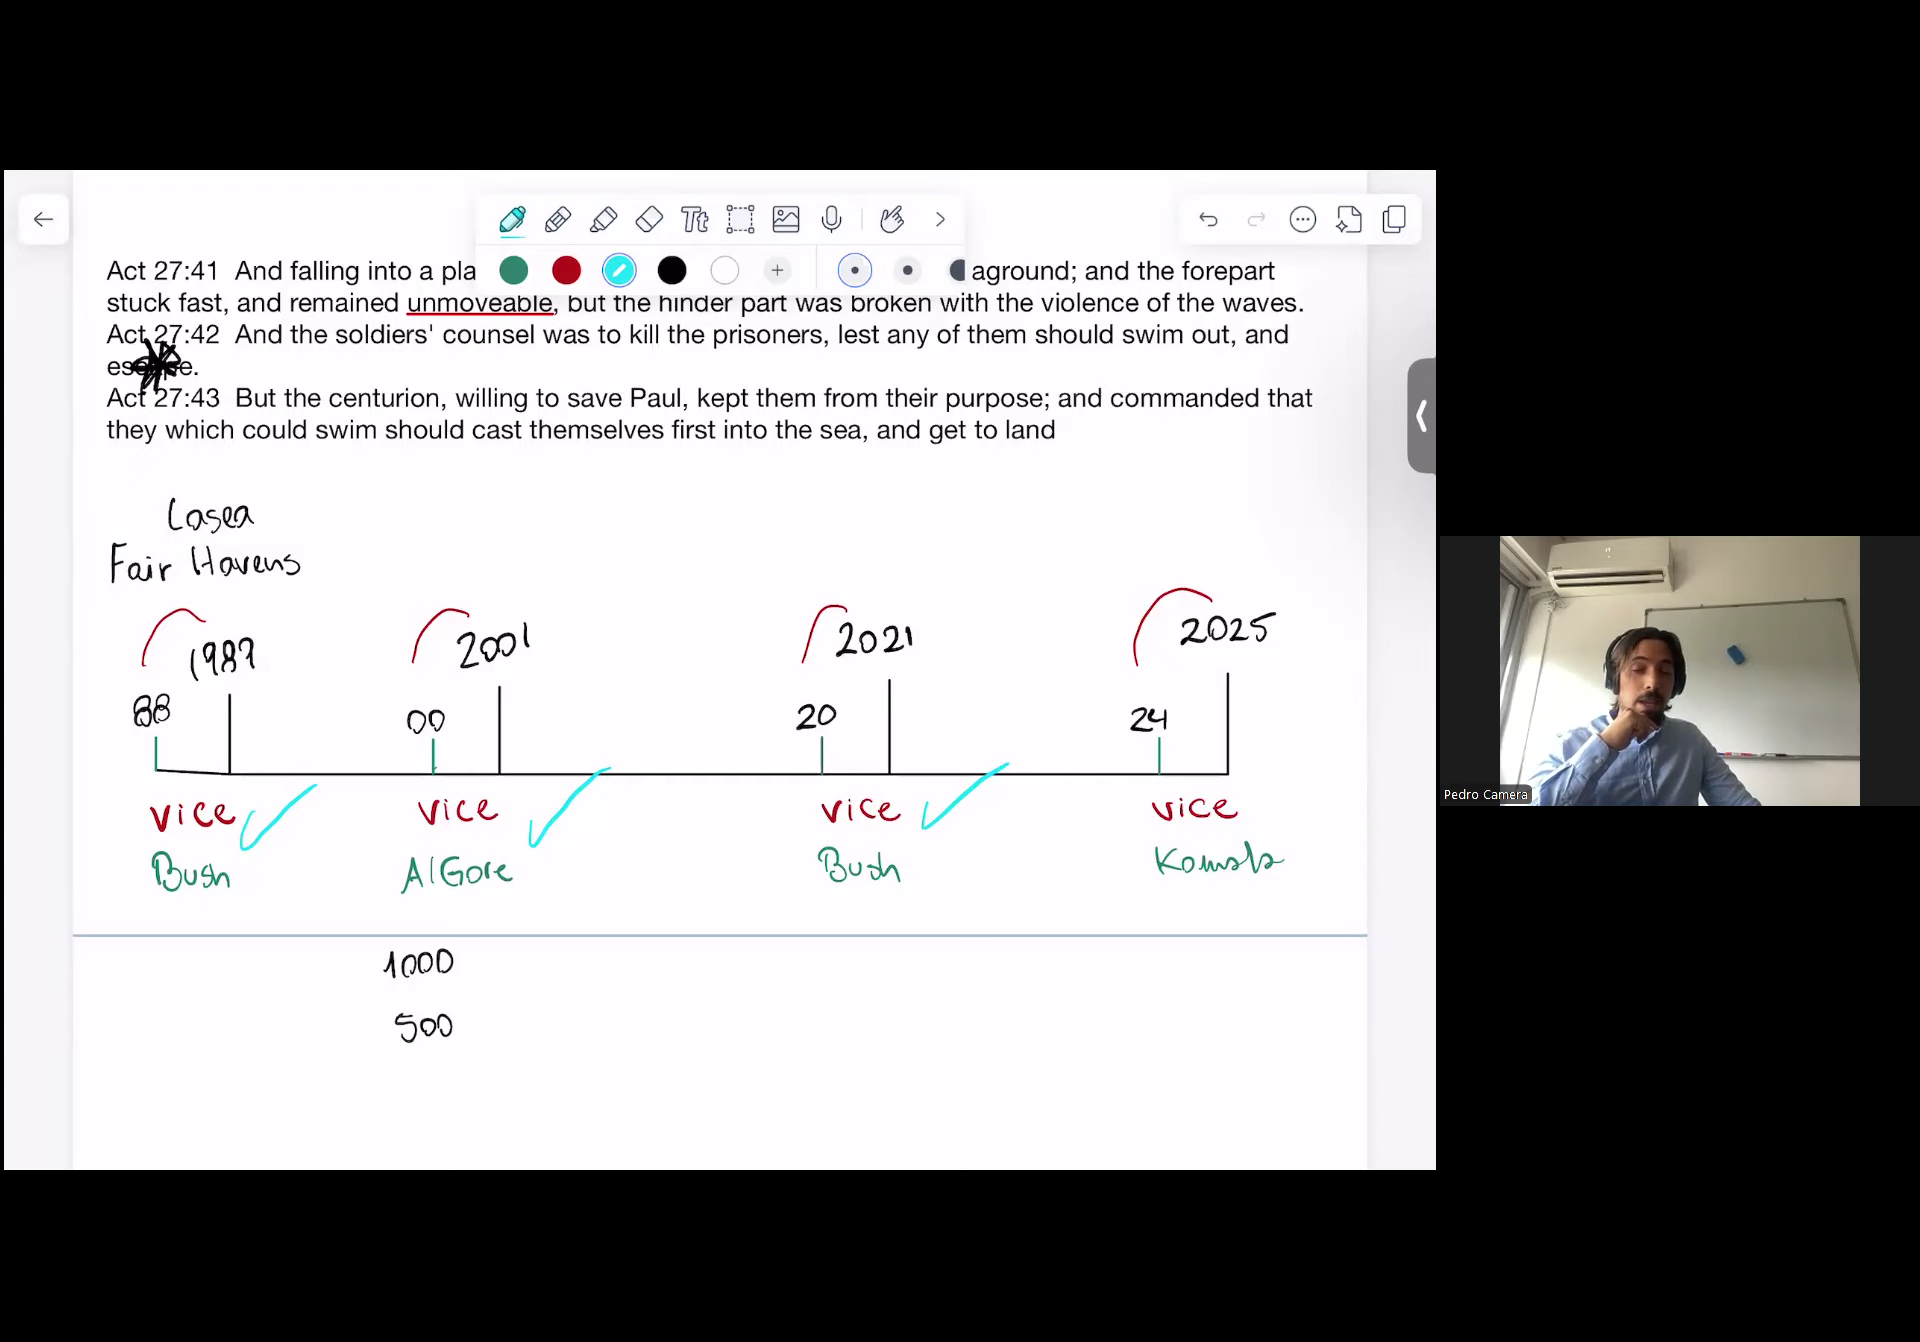 Tt
Act 27:41 And falling into a pla aground; and the forepart
stuck fast, and remained unmoveable, but the hinder part was broken with the violence of the waves.
Act 27:42 And the soldiers' counsel was to kill the prisoners, lest any of them should swim out, and
escape.
Act 27:43 But the centurion, willing to save Paul, kept them from their purpose; and commanded that
they which could swim should cast themselves first into the sea, and get to land
Lasea
Fair Havens
1989 2001 2021 2025
88 00 20 24
vice vice vice vice
Bush Al Gore Bush Kamala
1000
500
Pedro Camera